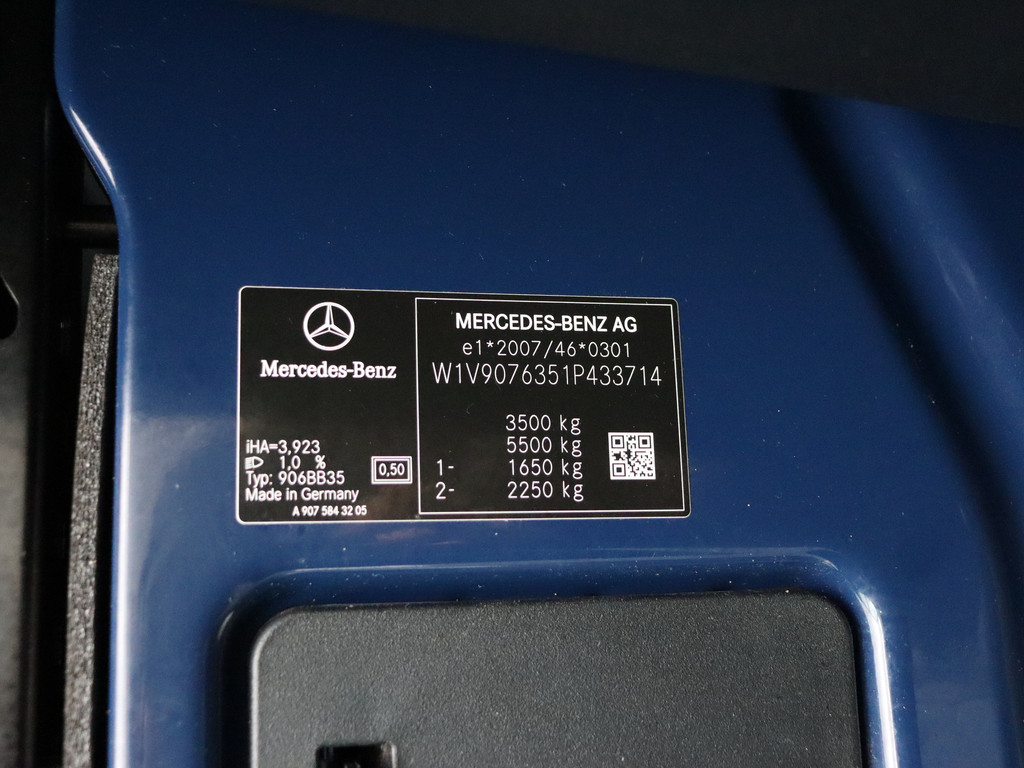 Mercedes-Benz
iHA=3,923
1,0 %
Typ: 906BB35
Made in Germany
A 907 584 32 05
0,50
MERCEDES-BENZ AG
e1*2007/46*0301
W1V9076351P433714
3500 kg
5500 kg
1- 1650 kg
2- 2250 kg